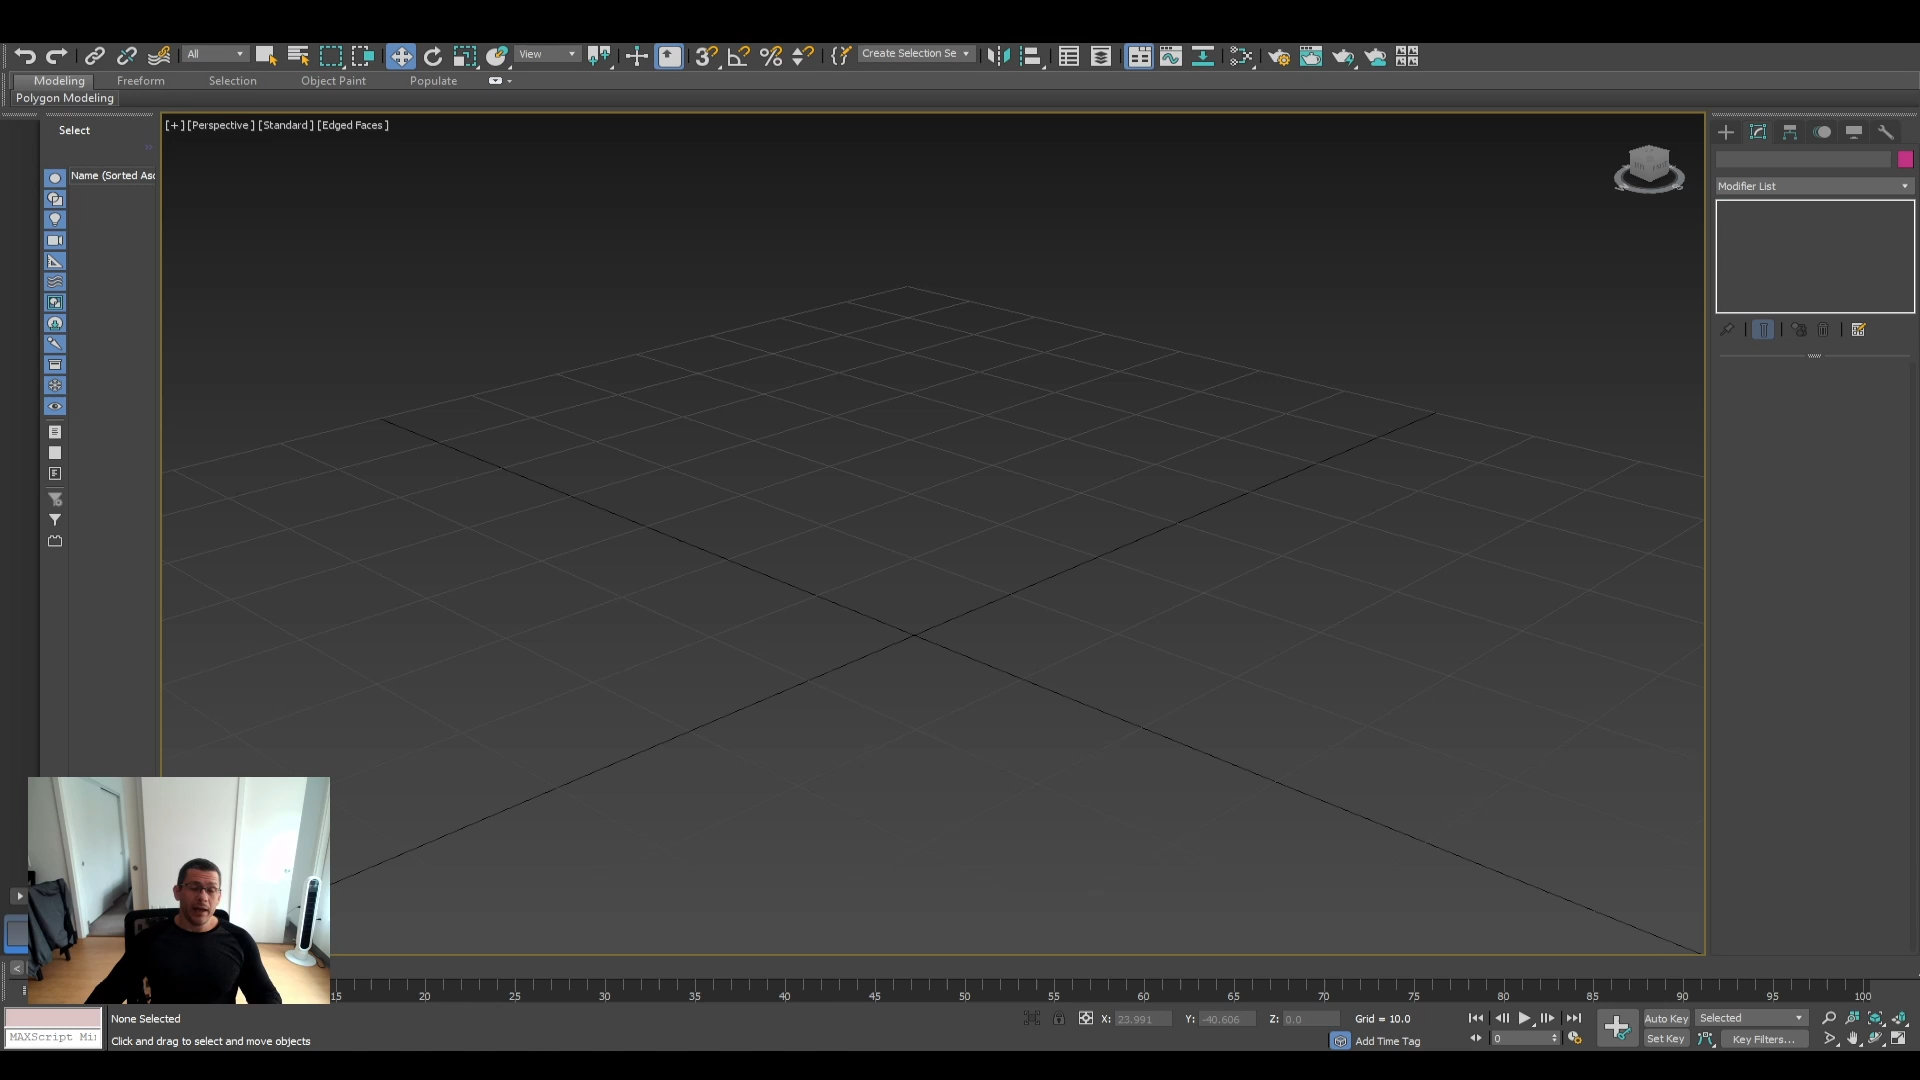 All
View
Create Selection Se
Modeling
Freeform
Selection
Object Paint
Populate
Polygon Modeling
Select
[+] [Perspective ] [Standard ] [Edged Faces ]
Name (Sorted Asc
Modifier List
15
20
25
30
35
40
45
50
55
60
65
70
75
80
85
90
95
100
None Selected
X: 23.991
Y: -40.606
Z: 0.0
Grid = 10.0
Auto Key
Selected
MAXScript Mi
Click and drag to select and move objects
Add Time Tag
0
Set Key
Key Filters...